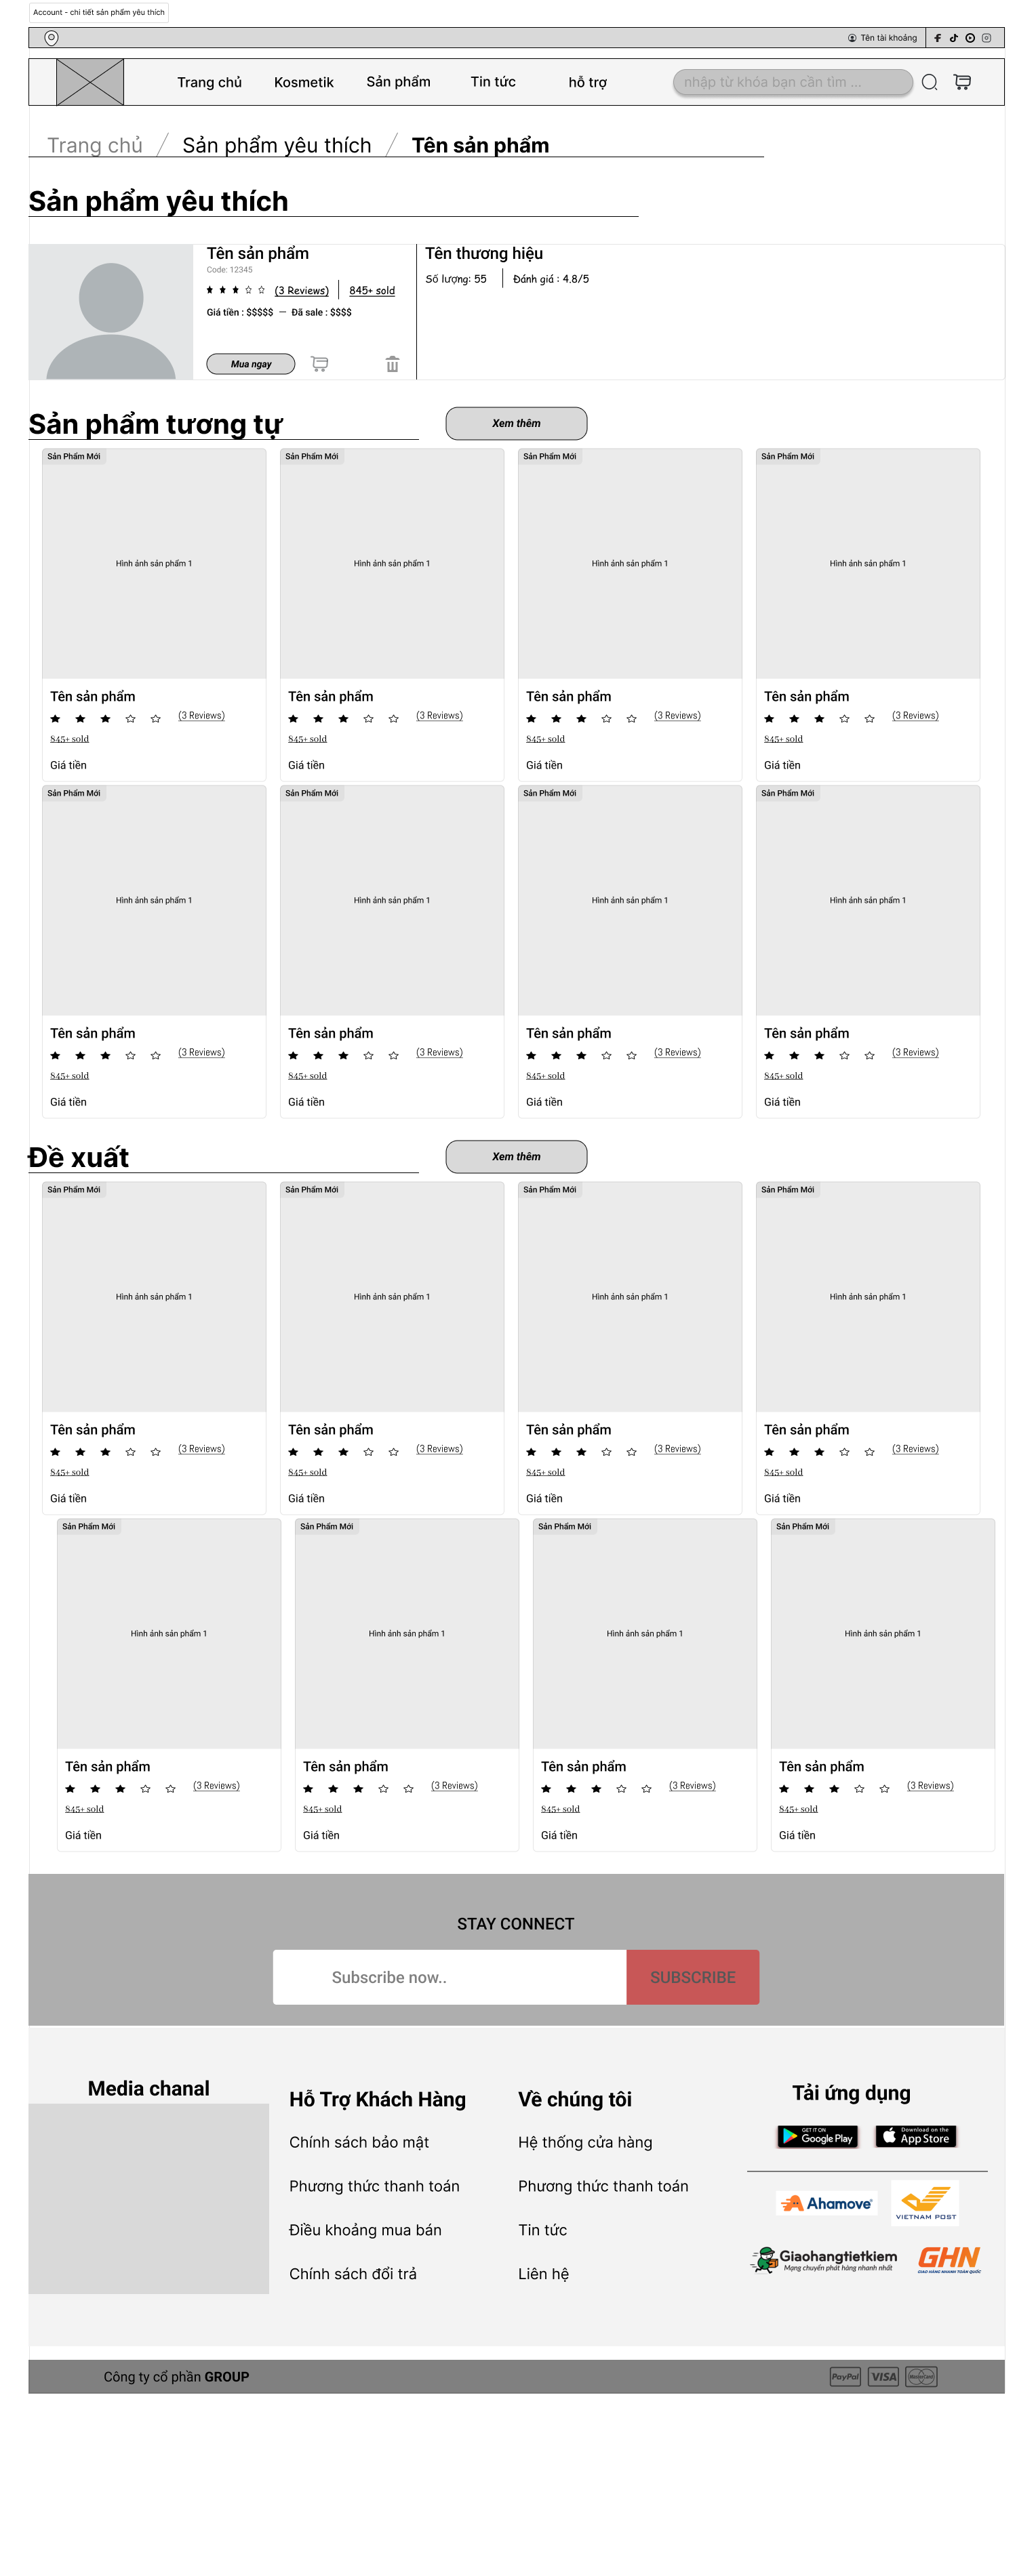 Account - chi tiết sản phẩm yêu thích
Tên tài khoảng
Trang chủ Kosmetik Sản phẩm Tin tức hỗ trợ nhập từ khóa bạn cần tìm ...
Trang chủ / Sản phẩm yêu thích / Tên sản phẩm
Sản phẩm yêu thích
Tên sản phẩm
Code: 12345
(3 Reviews) 845+ sold
Giá tiền : $$$$$ — Đã sale : $$$$
Mua ngay
Tên thương hiệu
Số lượng: 55 Đánh giá : 4.8/5
Sản phẩm tương tự Xem thêm
Sản Phẩm Mới Sản Phẩm Mới Sản Phẩm Mới Sản Phẩm Mới
Hình ảnh sản phẩm 1 Hình ảnh sản phẩm 1 Hình ảnh sản phẩm 1 Hình ảnh sản phẩm 1
Tên sản phẩm Tên sản phẩm Tên sản phẩm Tên sản phẩm
(3 Reviews) (3 Reviews) (3 Reviews) (3 Reviews)
845+ sold 845+ sold 845+ sold 845+ sold
Giá tiền Giá tiền Giá tiền Giá tiền
Sản Phẩm Mới Sản Phẩm Mới Sản Phẩm Mới Sản Phẩm Mới
Hình ảnh sản phẩm 1 Hình ảnh sản phẩm 1 Hình ảnh sản phẩm 1 Hình ảnh sản phẩm 1
Tên sản phẩm Tên sản phẩm Tên sản phẩm Tên sản phẩm
(3 Reviews) (3 Reviews) (3 Reviews) (3 Reviews)
845+ sold 845+ sold 845+ sold 845+ sold
Giá tiền Giá tiền Giá tiền Giá tiền
Đề xuất Xem thêm
Sản Phẩm Mới Sản Phẩm Mới Sản Phẩm Mới Sản Phẩm Mới
Hình ảnh sản phẩm 1 Hình ảnh sản phẩm 1 Hình ảnh sản phẩm 1 Hình ảnh sản phẩm 1
Tên sản phẩm Tên sản phẩm Tên sản phẩm Tên sản phẩm
(3 Reviews) (3 Reviews) (3 Reviews) (3 Reviews)
845+ sold 845+ sold 845+ sold 845+ sold
Giá tiền Giá tiền Giá tiền Giá tiền
Sản Phẩm Mới Sản Phẩm Mới Sản Phẩm Mới Sản Phẩm Mới
Hình ảnh sản phẩm 1 Hình ảnh sản phẩm 1 Hình ảnh sản phẩm 1 Hình ảnh sản phẩm 1
Tên sản phẩm Tên sản phẩm Tên sản phẩm Tên sản phẩm
(3 Reviews) (3 Reviews) (3 Reviews) (3 Reviews)
845+ sold 845+ sold 845+ sold 845+ sold
Giá tiền Giá tiền Giá tiền Giá tiền
STAY CONNECT
Subscribe now.. SUBSCRIBE
Media chanal
Hỗ Trợ Khách Hàng
Chính sách bảo mật
Phương thức thanh toán
Điều khoảng mua bán
Chính sách đổi trả
Về chúng tôi
Hệ thống cửa hàng
Phương thức thanh toán
Tin tức
Liên hệ
Tải ứng dụng
GET IT ON
Google Play
Download on the
App Store
Ahamove
VIETNAM POST
Giaohangtietkiem
Mạng chuyển phát hàng nhanh nhất
GHN
GIAO HÀNG NHANH TOÀN QUỐC
Công ty cổ phần GROUP
PayPal VISA MasterCard